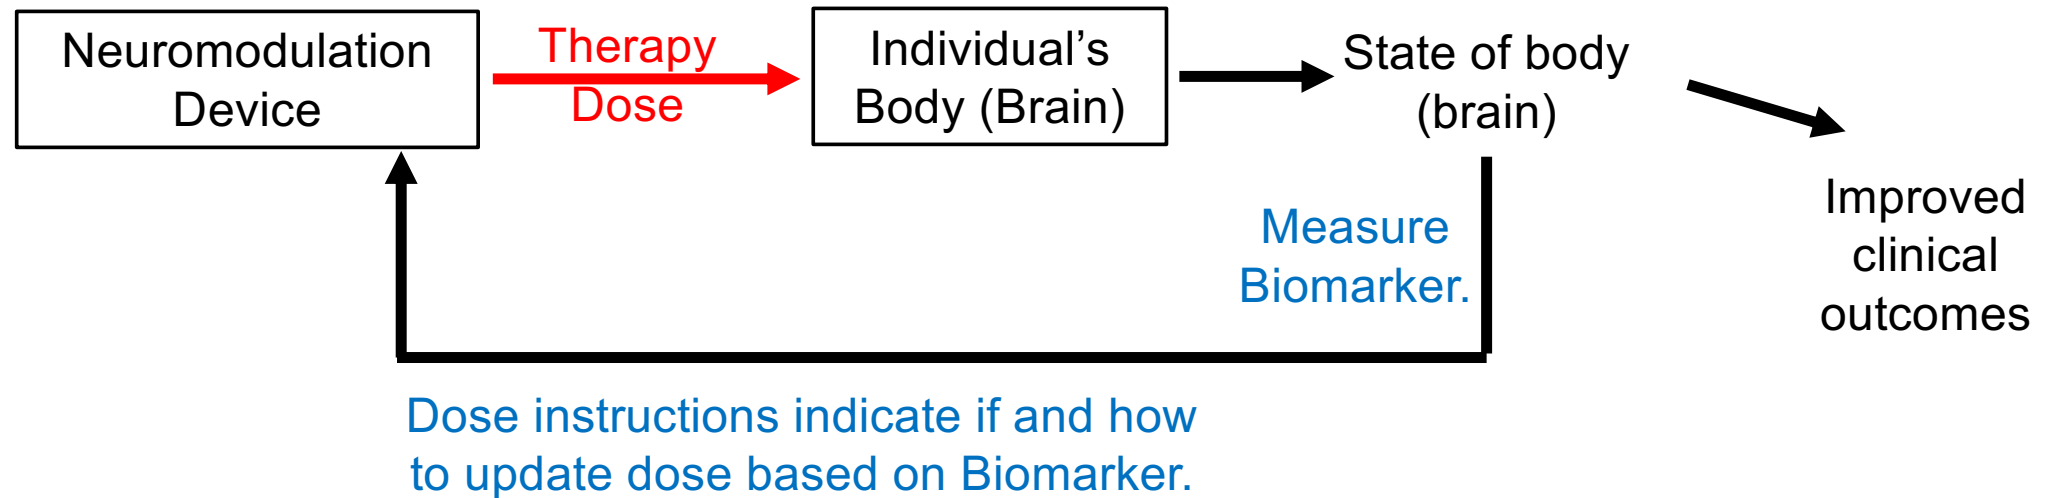 Neuromodulation
Device
Therapy
Dose
Individual’s
Body (Brain)
State of body
(brain)
Improved
clinical
outcomes
Measure
Biomarker.
Dose instructions indicate if and how
to update dose based on Biomarker.